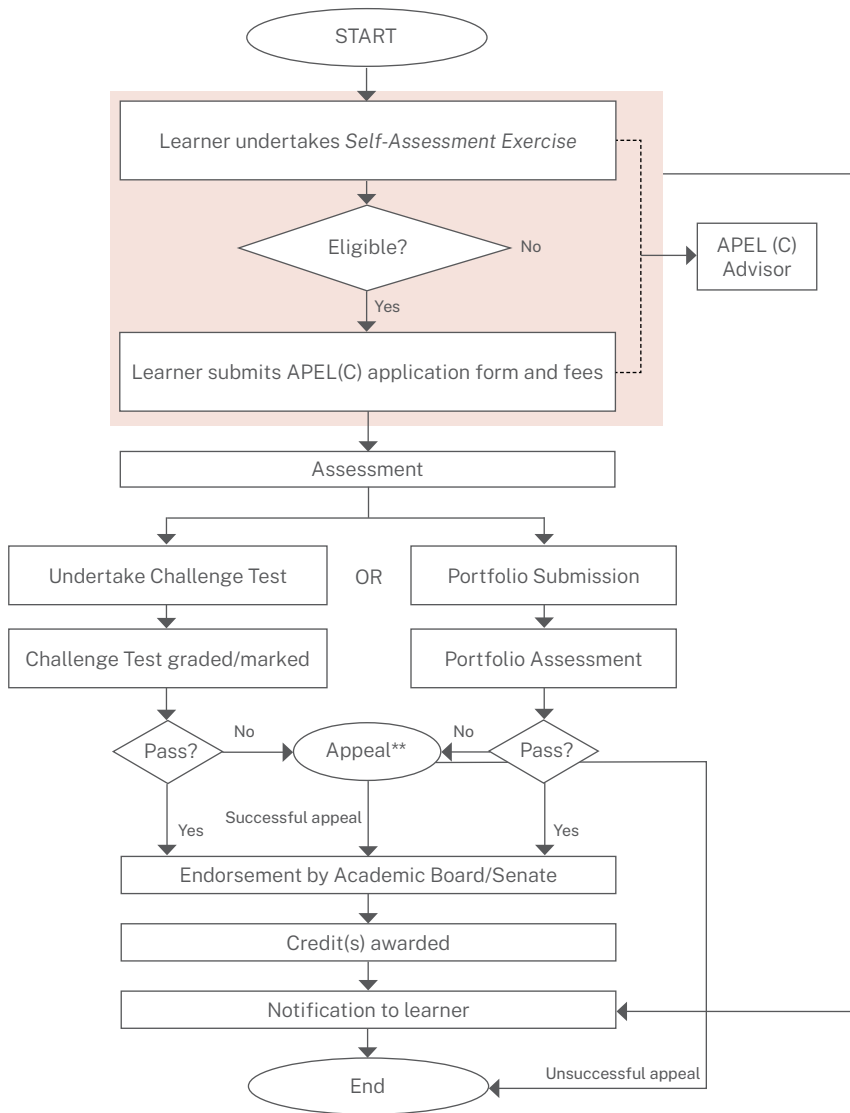 START
Learner undertakes Self-Assessment Exercise
Eligible?
No
APEL (C)
Advisor
Yes
Learner submits APEL(C) application form and fees
Assessment
Undertake Challenge Test
OR
Portfolio Submission
Challenge Test graded/marked
Portfolio Assessment
Pass?
No
Appeal**
No
Pass?
Yes
Successful appeal
Yes
Endorsement by Academic Board/Senate
Credit(s) awarded
Notification to learner
End
Unsuccessful appeal